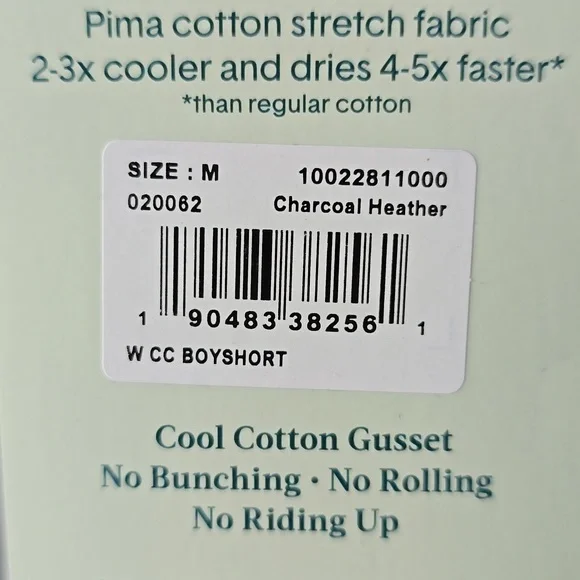 Pima cotton stretch fabric
2-3x cooler and dries 4-5x faster*
*than regular cotton
SIZE : M 10022811000
020062 Charcoal Heather
1 90483 38256 1
W CC BOYSHORT
Cool Cotton Gusset
No Bunching • No Rolling
No Riding Up